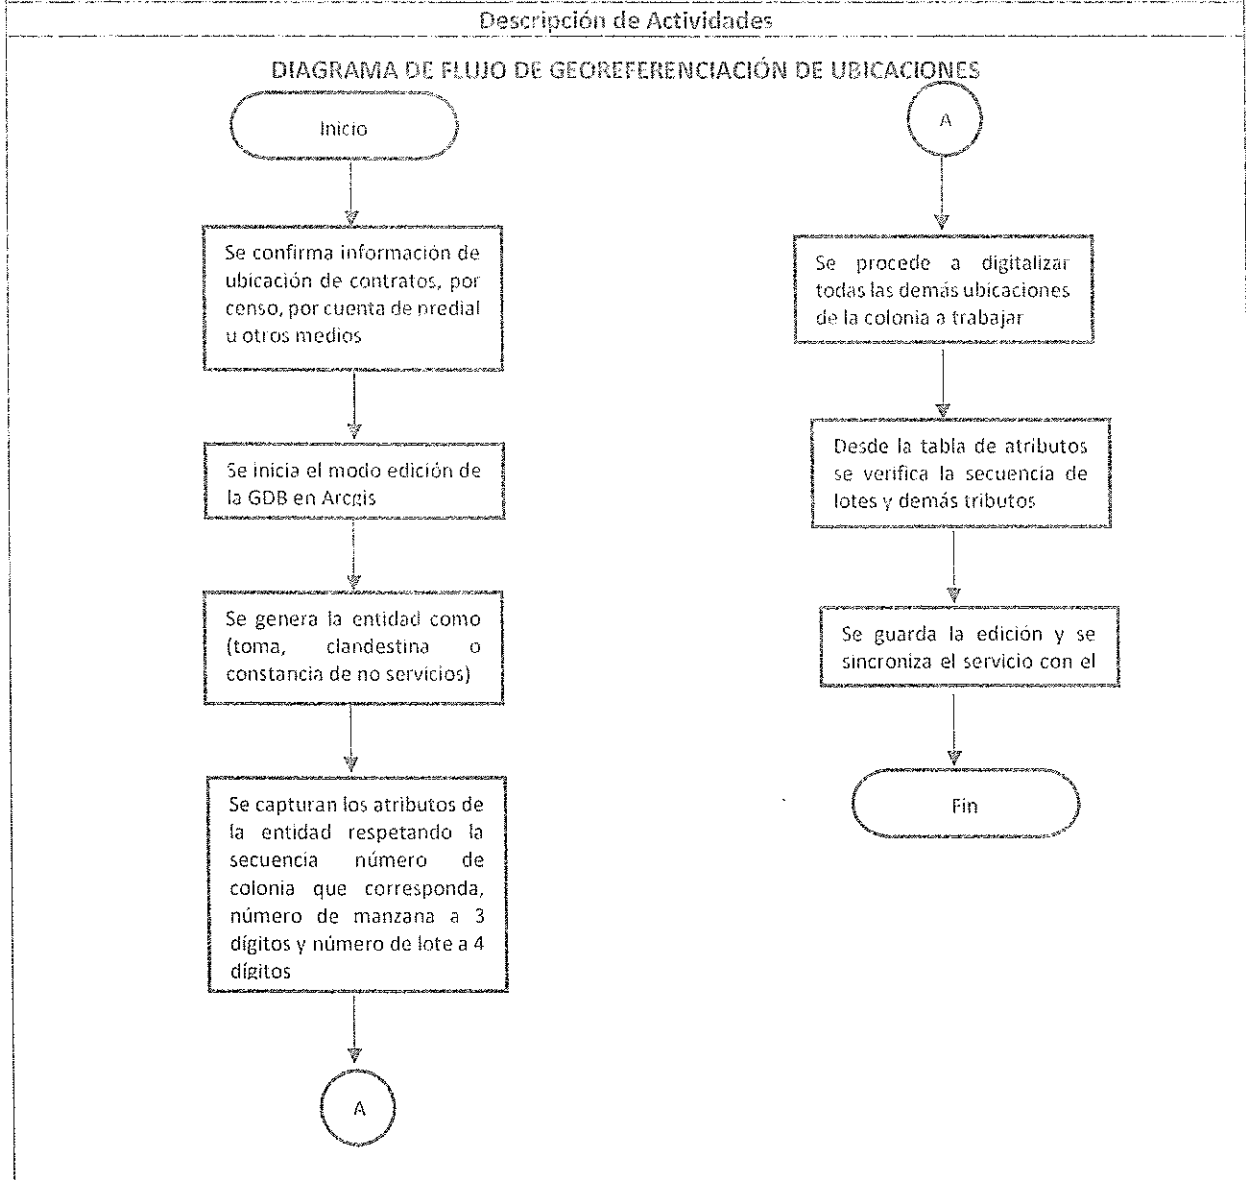 Descripción de Actividades
DIAGRAMA DE FLUJO DE GEOREFERENCIACIÓN DE UBICACIONES
Inicio
Se confirma información de
ubicación de contratos, por
censo, por cuenta de predial
u otros medios
Se inicia el modo edición de
la GDB en Arcgis
Se genera la entidad como
(toma, clandestina o
constancia de no servicios)
Se capturan los atributos de
la entidad respetando la
secuencia número de
colonia que corresponda,
número de manzana a 3
dígitos y número de lote a 4
dígitos
A
A
Se procede a digitalizar
todas las demás ubicaciones
de la colonia a trabajar
Desde la tabla de atributos
se verifica la secuencia de
lotes y demás tributos
Se guarda la edición y se
sincroniza el servicio con el
Fin